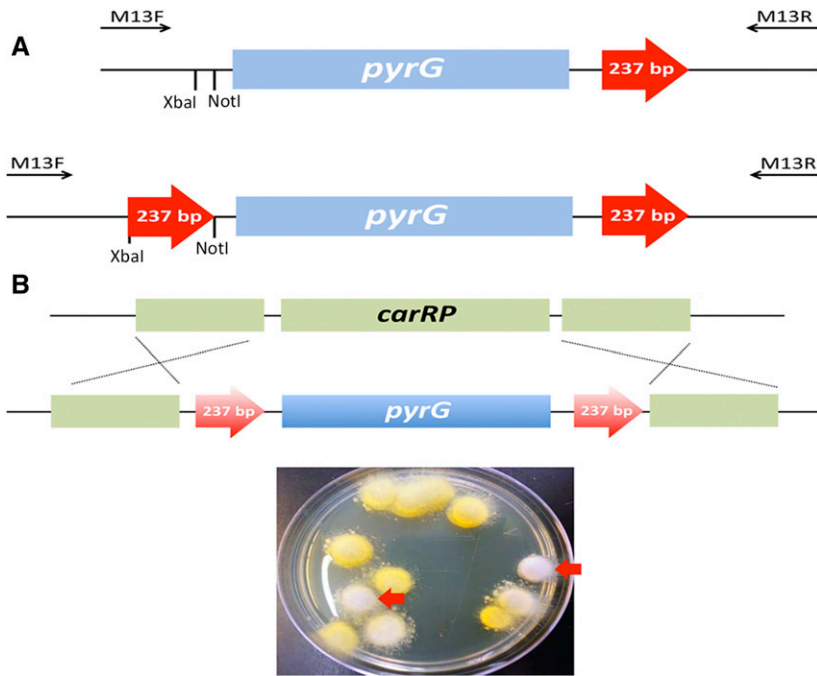 M13F M13R
A
pyrG 237 bp
XbaI NotI
M13F M13R
237 bp pyrG 237 bp
XbaI NotI
B
carRP
237 bp pyrG 237 bp